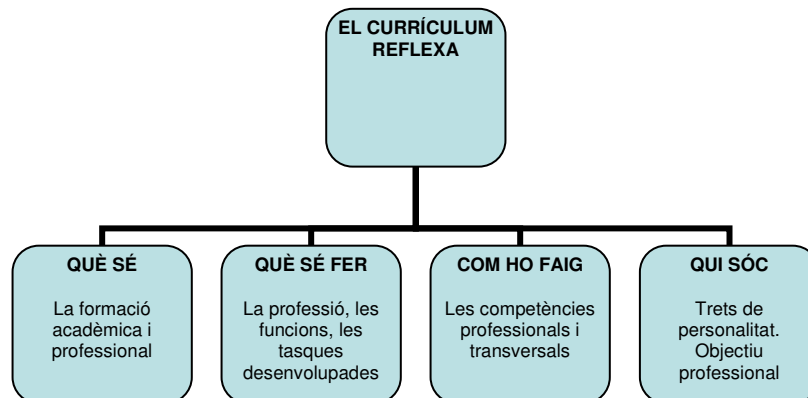 EL CURRÍCULUM
REFLEXA
QUÈ SÉ
La formació
acadèmica i
professional
QUÈ SÉ FER
La professió, les
funcions, les
tasques
desenvolupades
COM HO FAIG
Les competències
professionals i
transversals
QUI SÓC
Trets de
personalitat.
Objectiu
professional